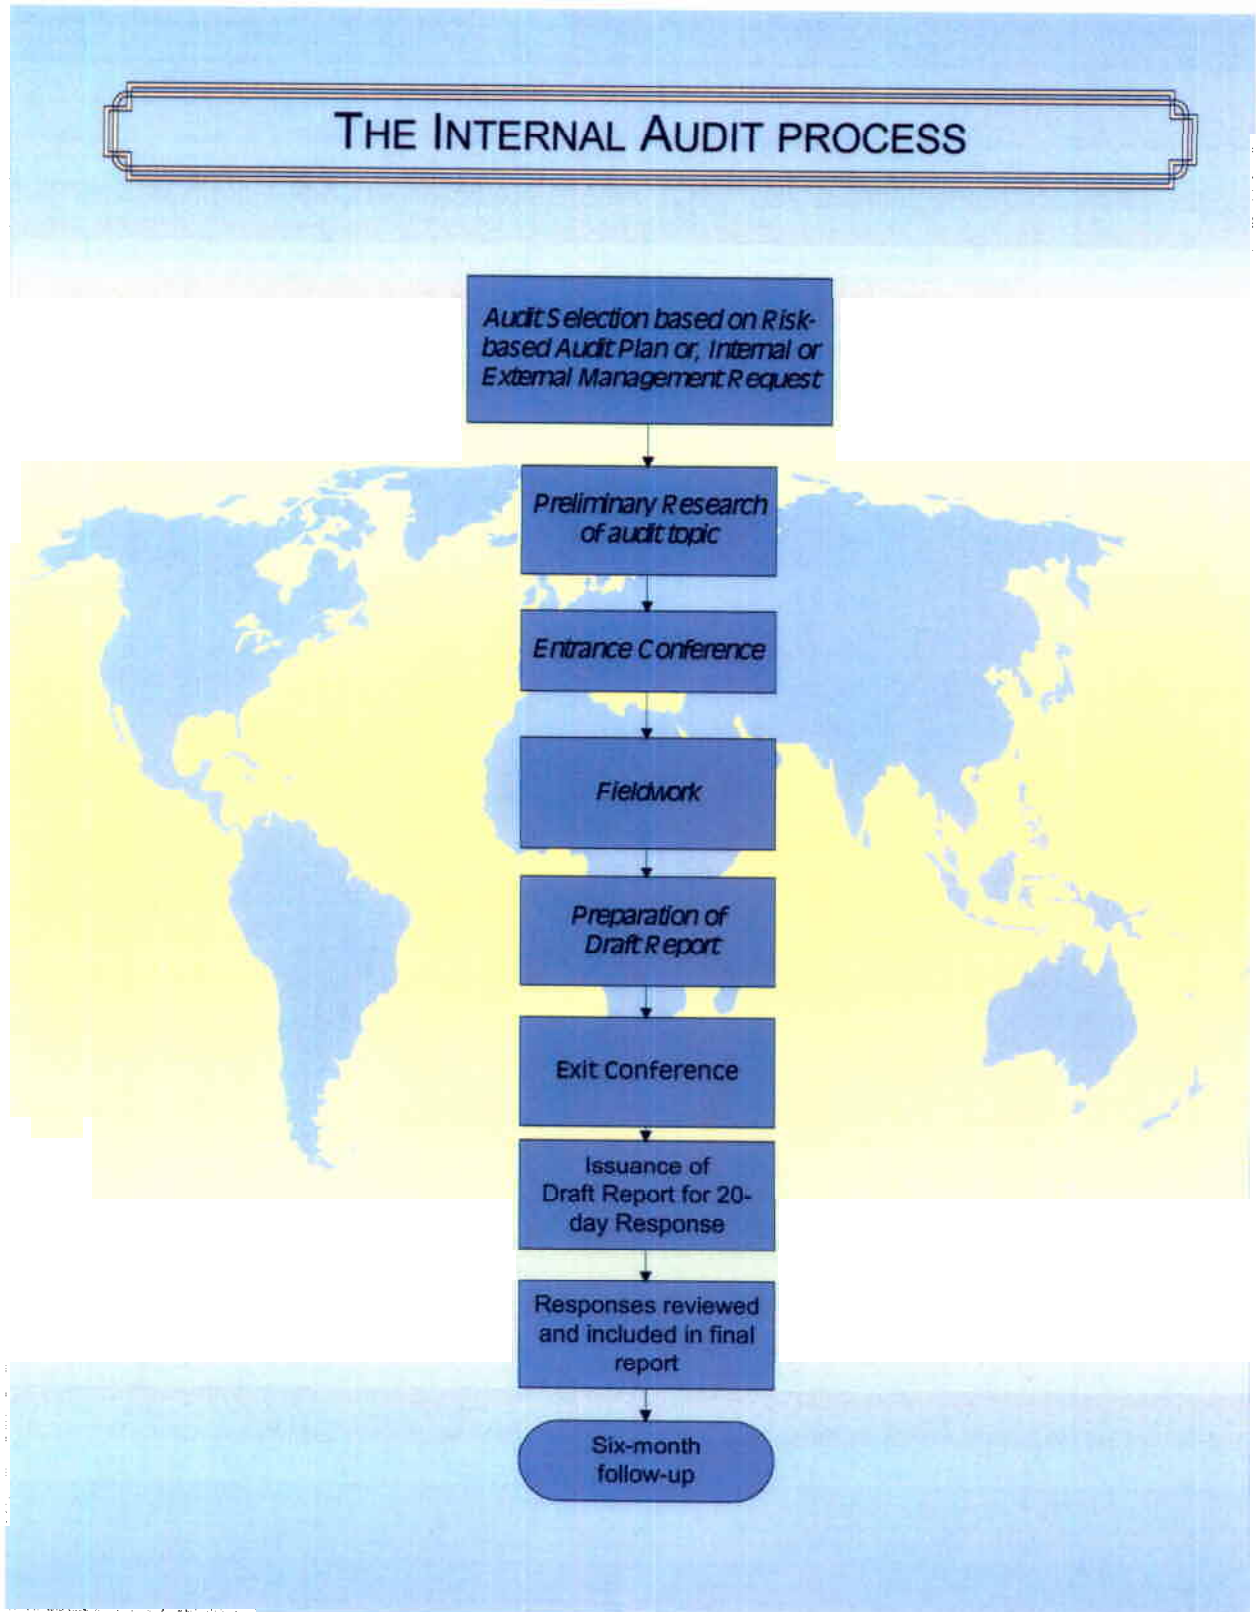 THE INTERNAL AUDIT PROCESS
Audit Selection based on Risk-
based Audit Plan or, Internal or
External Management Request
Preliminary Research
of audit topic
Entrance Conference
Fieldwork
Preparation of
Draft Report
Exit Conference
Issuance of
Draft Report for 20-
day Response
Responses reviewed
and included in final
report
Six-month
follow-up